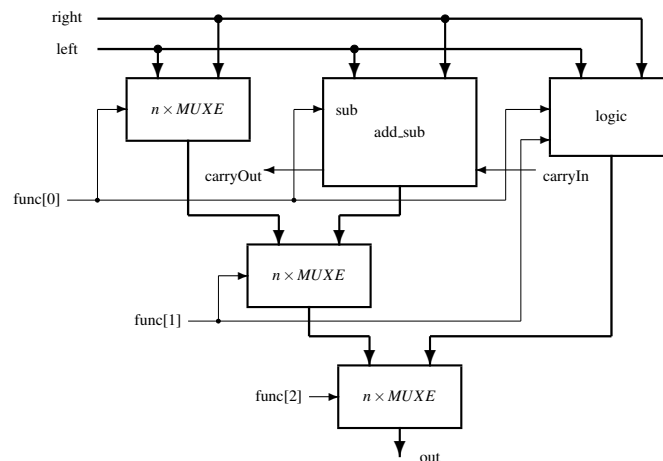 right
left
n × MUXE
sub
add_sub
logic
carryOut
carryIn
func[0]
n × MUXE
func[1]
func[2]
n × MUXE
out